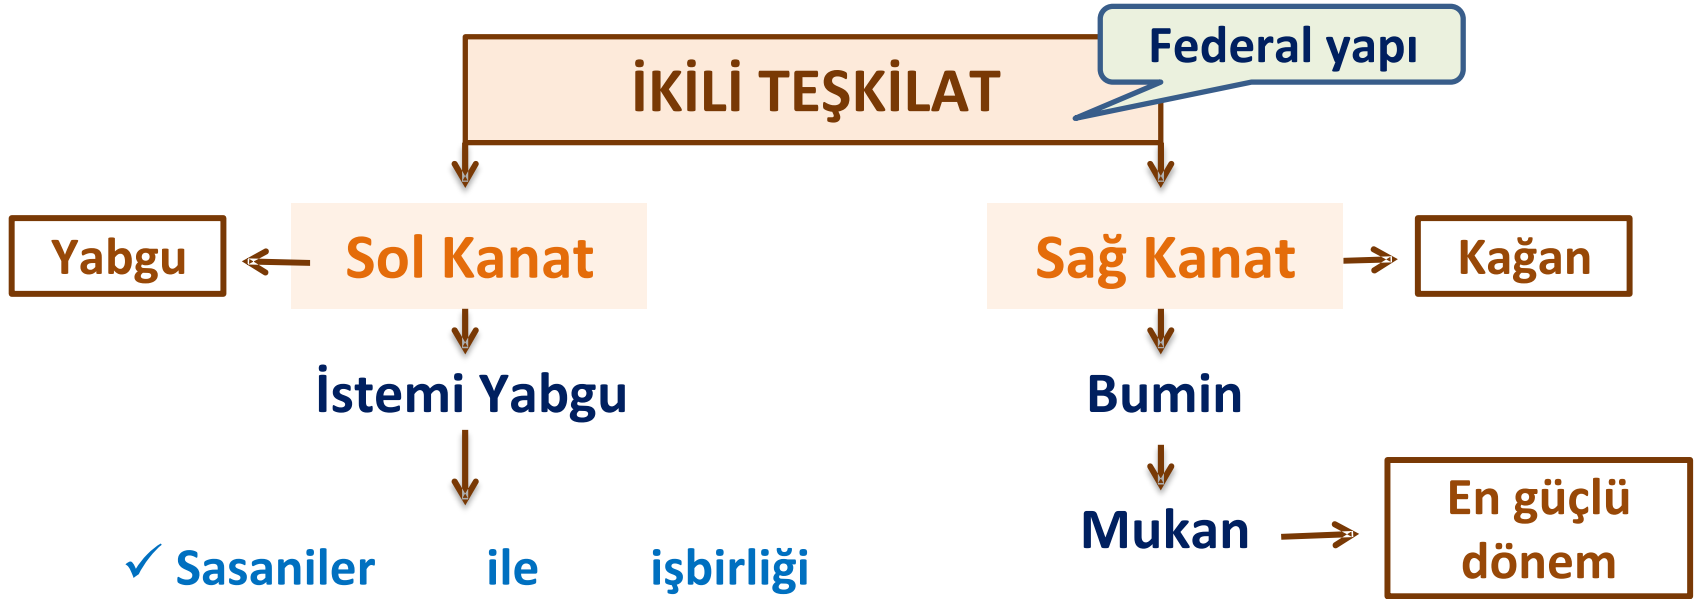 Federal yapı
İKİLİ TEŞKİLAT
Yabgu
Sol Kanat
Sağ Kanat
Kağan
İstemi Yabgu
Bumin
Mukan
En güçlü
dönem
✓ Sasaniler ile işbirliği